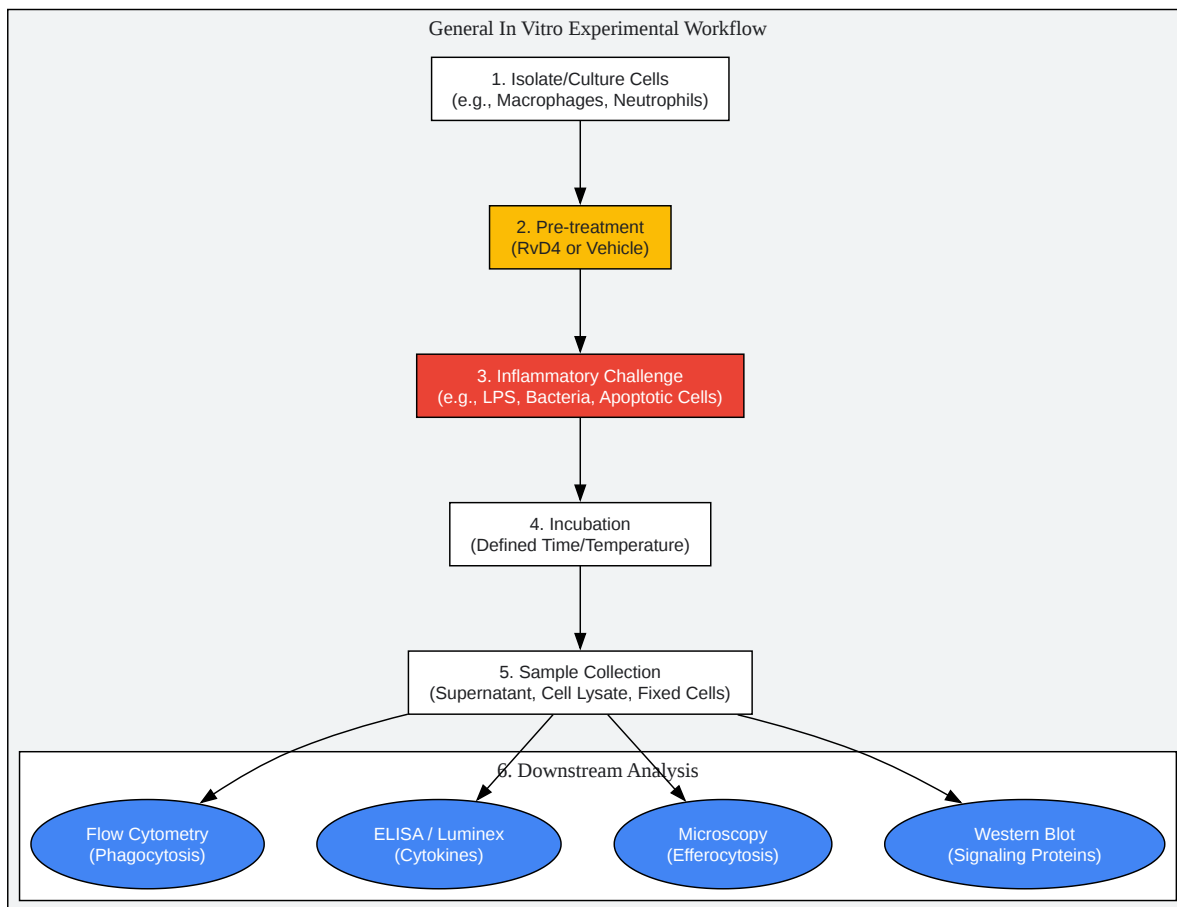 General In Vitro Experimental Workflow
1. Isolate/Culture Cells
(e.g., Macrophages, Neutrophils)
2. Pre-treatment
(RvD4 or Vehicle)
3. Inflammatory Challenge
(e.g., LPS, Bacteria, Apoptotic Cells)
4. Incubation
(Defined Time/Temperature)
5. Sample Collection
(Supernatant, Cell Lysate, Fixed Cells)
6. Downstream Analysis
Flow Cytometry
(Phagocytosis)
ELISA / Luminex
(Cytokines)
Microscopy
(Efferocytosis)
Western Blot
(Signaling Proteins)